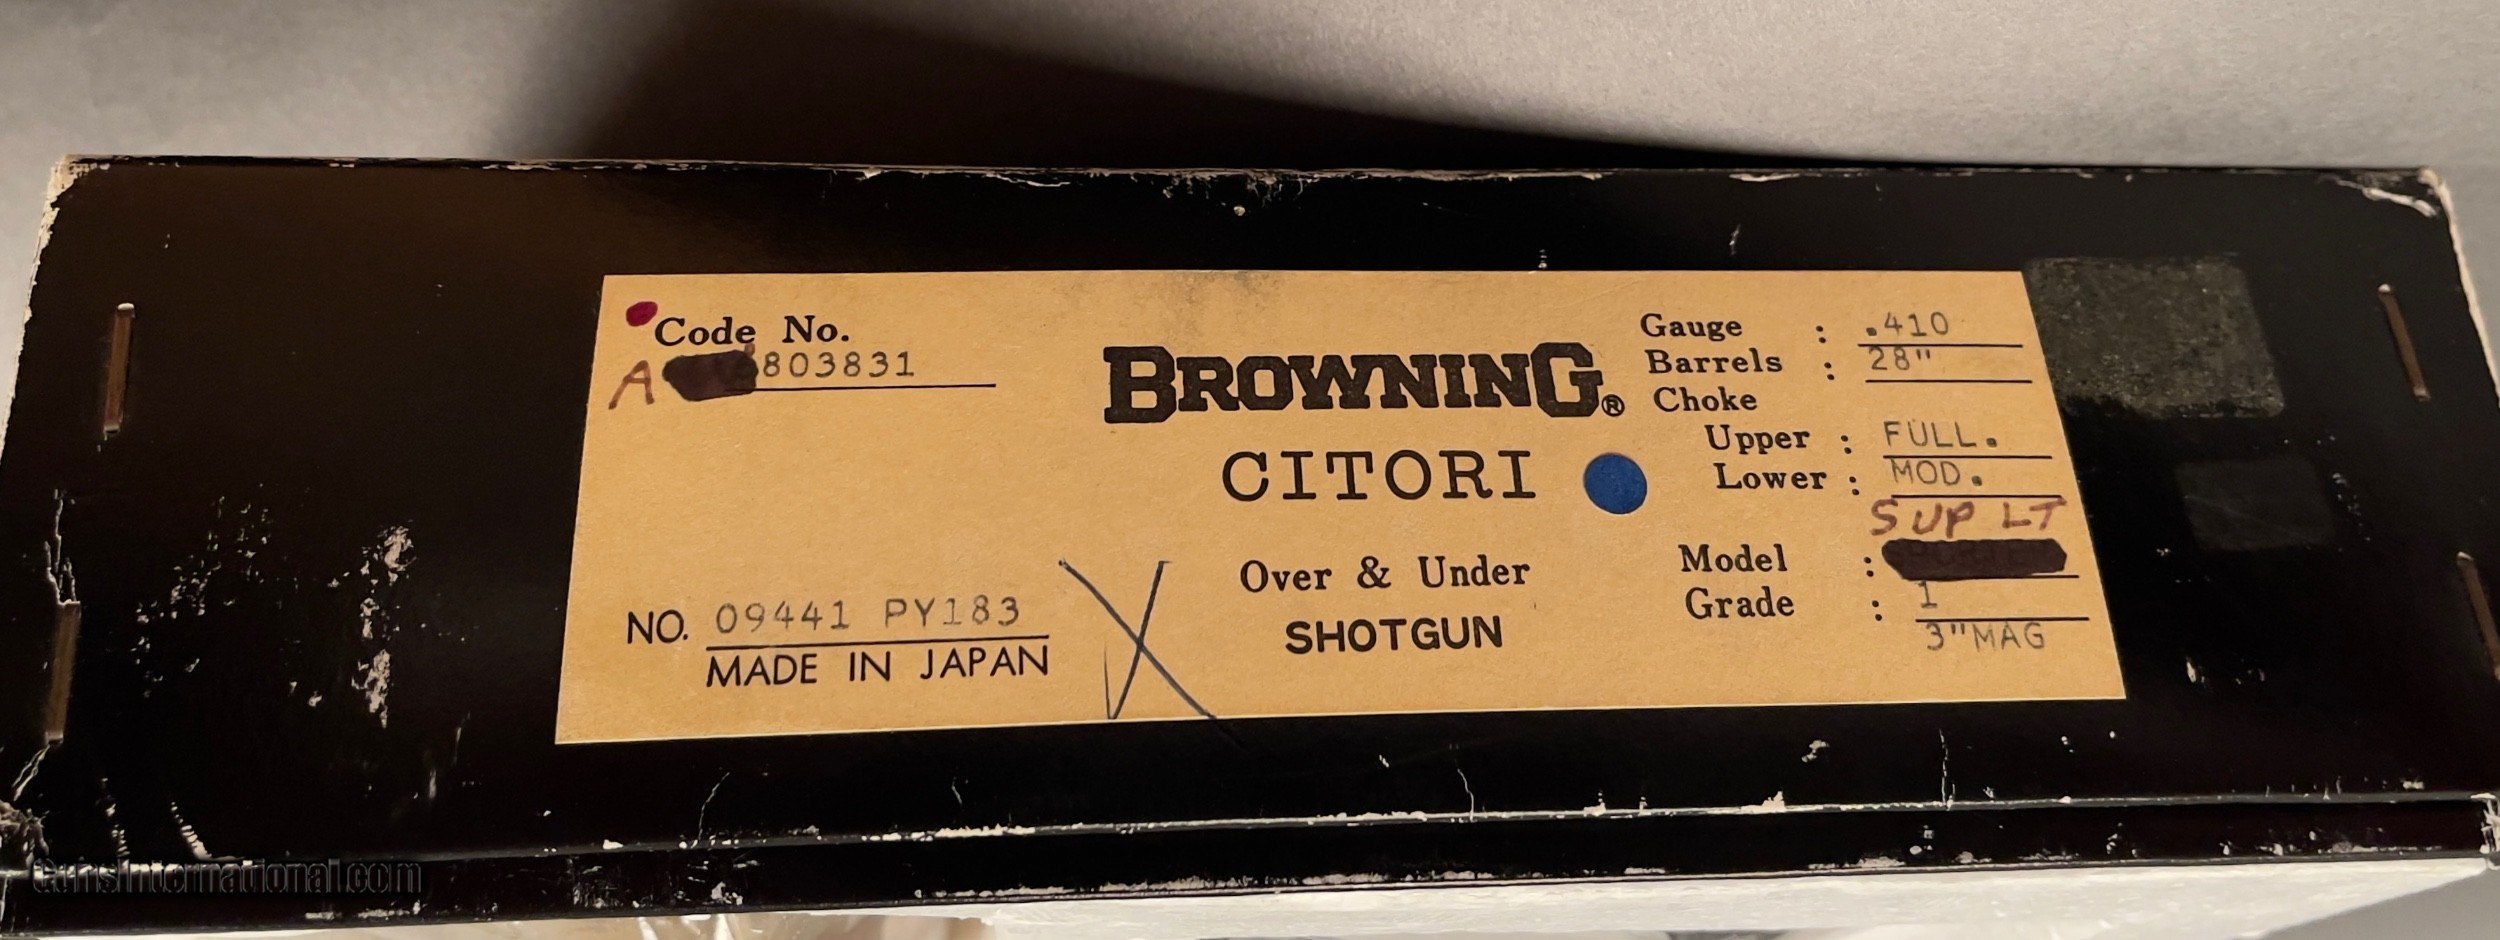 Code No.
A 803831
BROWNING®
CITORI
Over & Under
SHOTGUN
NO. 09441 PY183
MADE IN JAPAN
Gauge : .410
Barrels : 28"
Choke
Upper : FULL.
Lower : MOD.
SUP LT
Model :
Grade : 1
3"MAG
GunsInternational.com